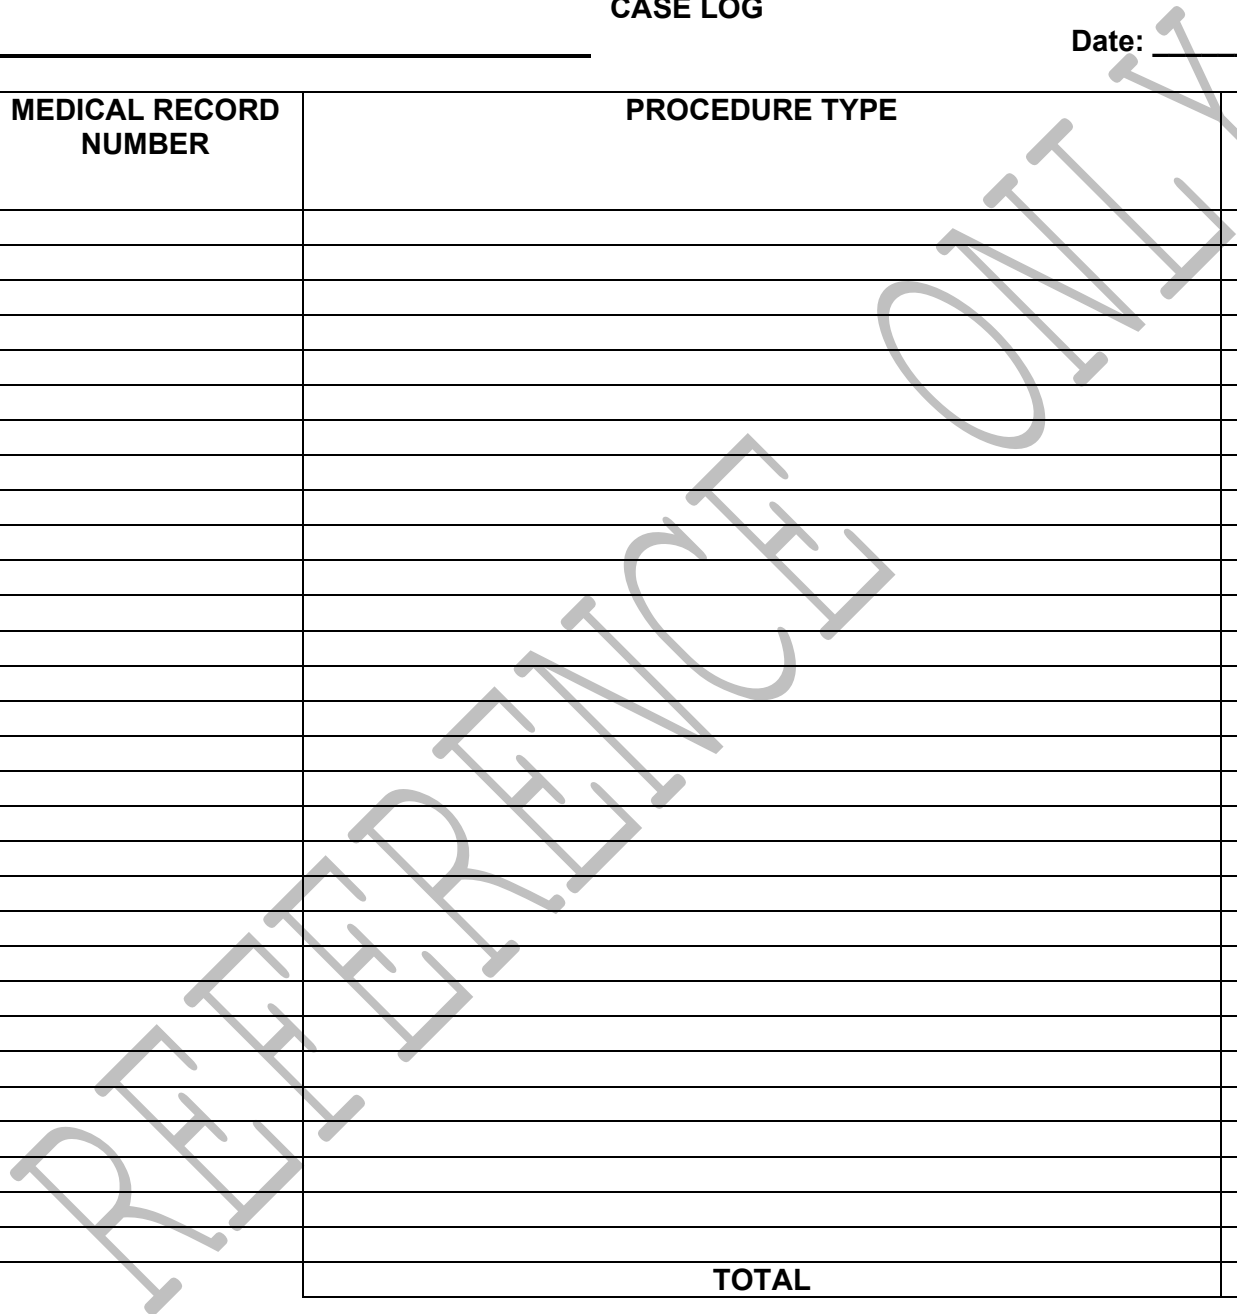 CASE LOG
Date:
MEDICAL RECORD
NUMBER
PROCEDURE TYPE
TOTAL
REFERENCE ONLY